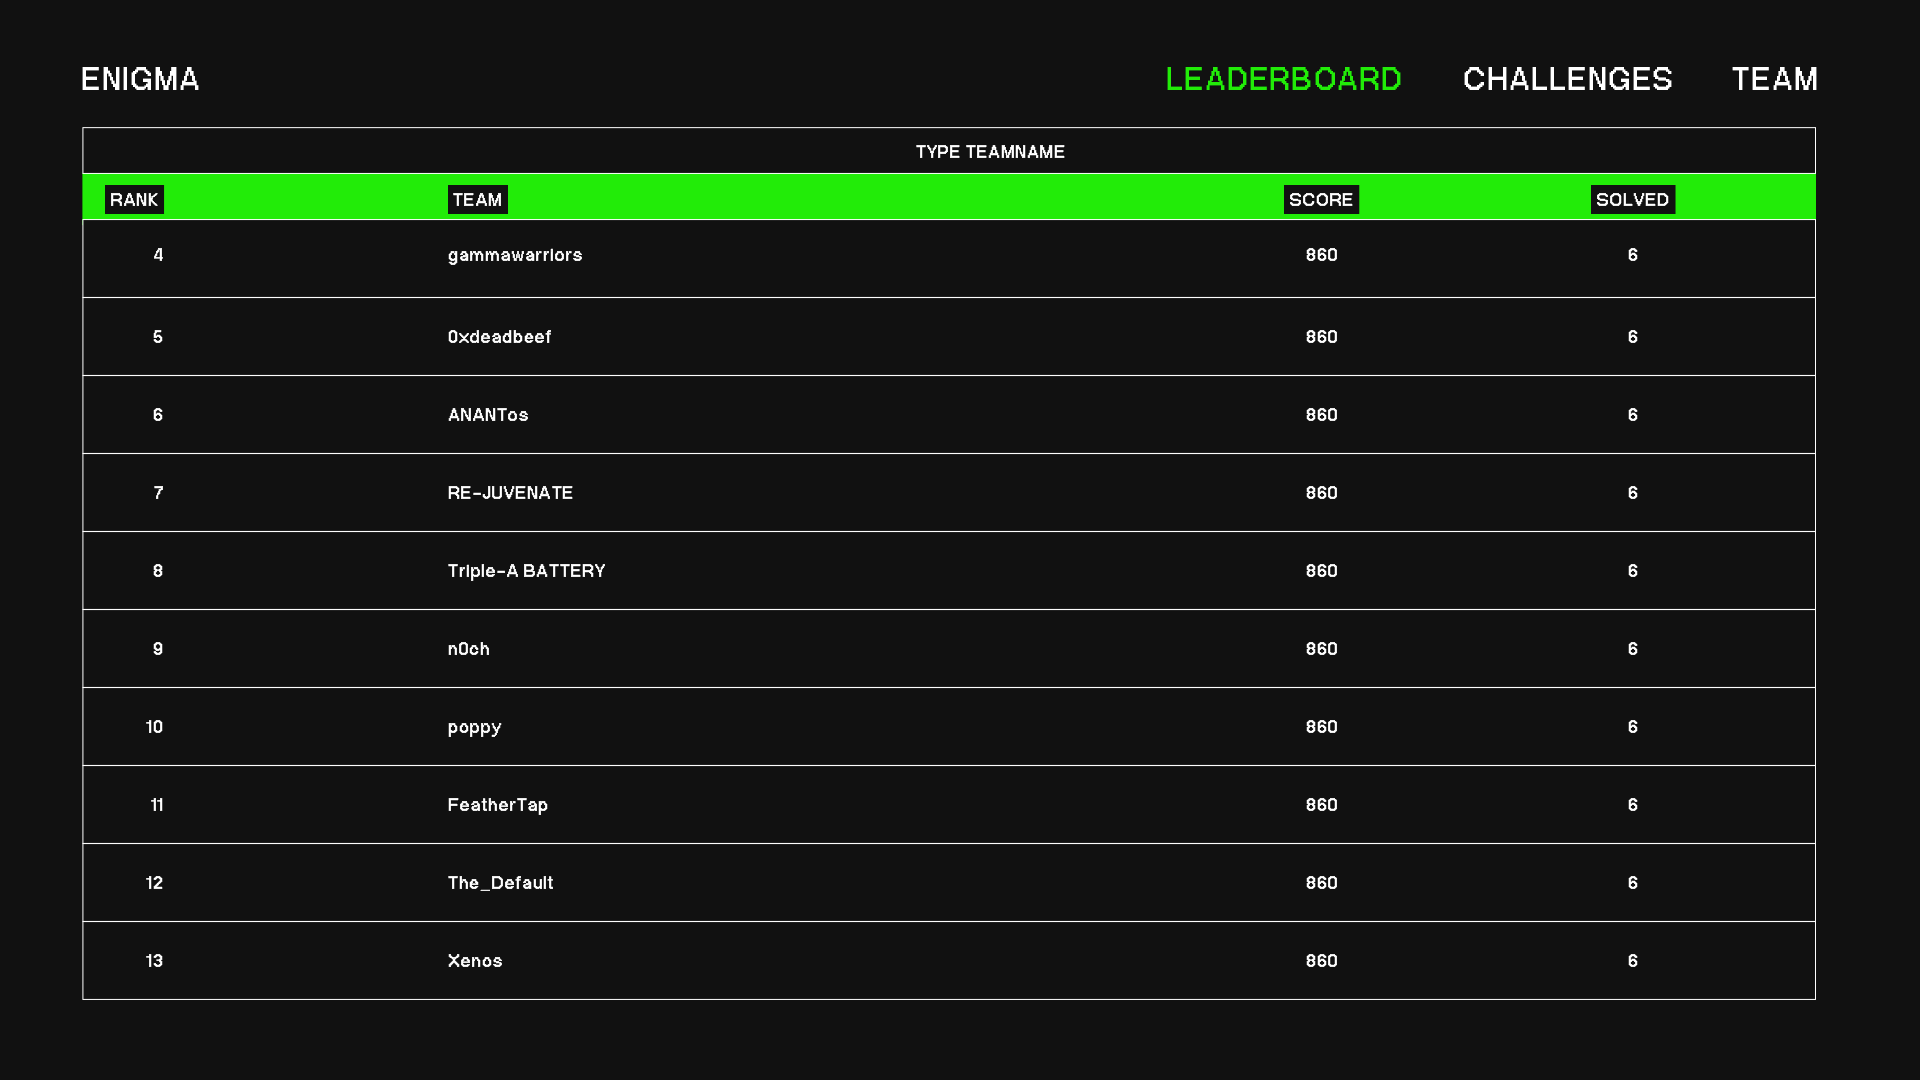 ENIGMA LEADERBOARD CHALLENGES TEAM
TYPE TEAMNAME
RANK TEAM SCORE SOLVED
4 gammawarriors 860 6
5 0xdeadbeef 860 6
6 ANANTos 860 6
7 RE-JUVENATE 860 6
8 Triple-A BATTERY 860 6
9 n0ch 860 6
10 poppy 860 6
11 FeatherTap 860 6
12 The_Default 860 6
13 Xenos 860 6